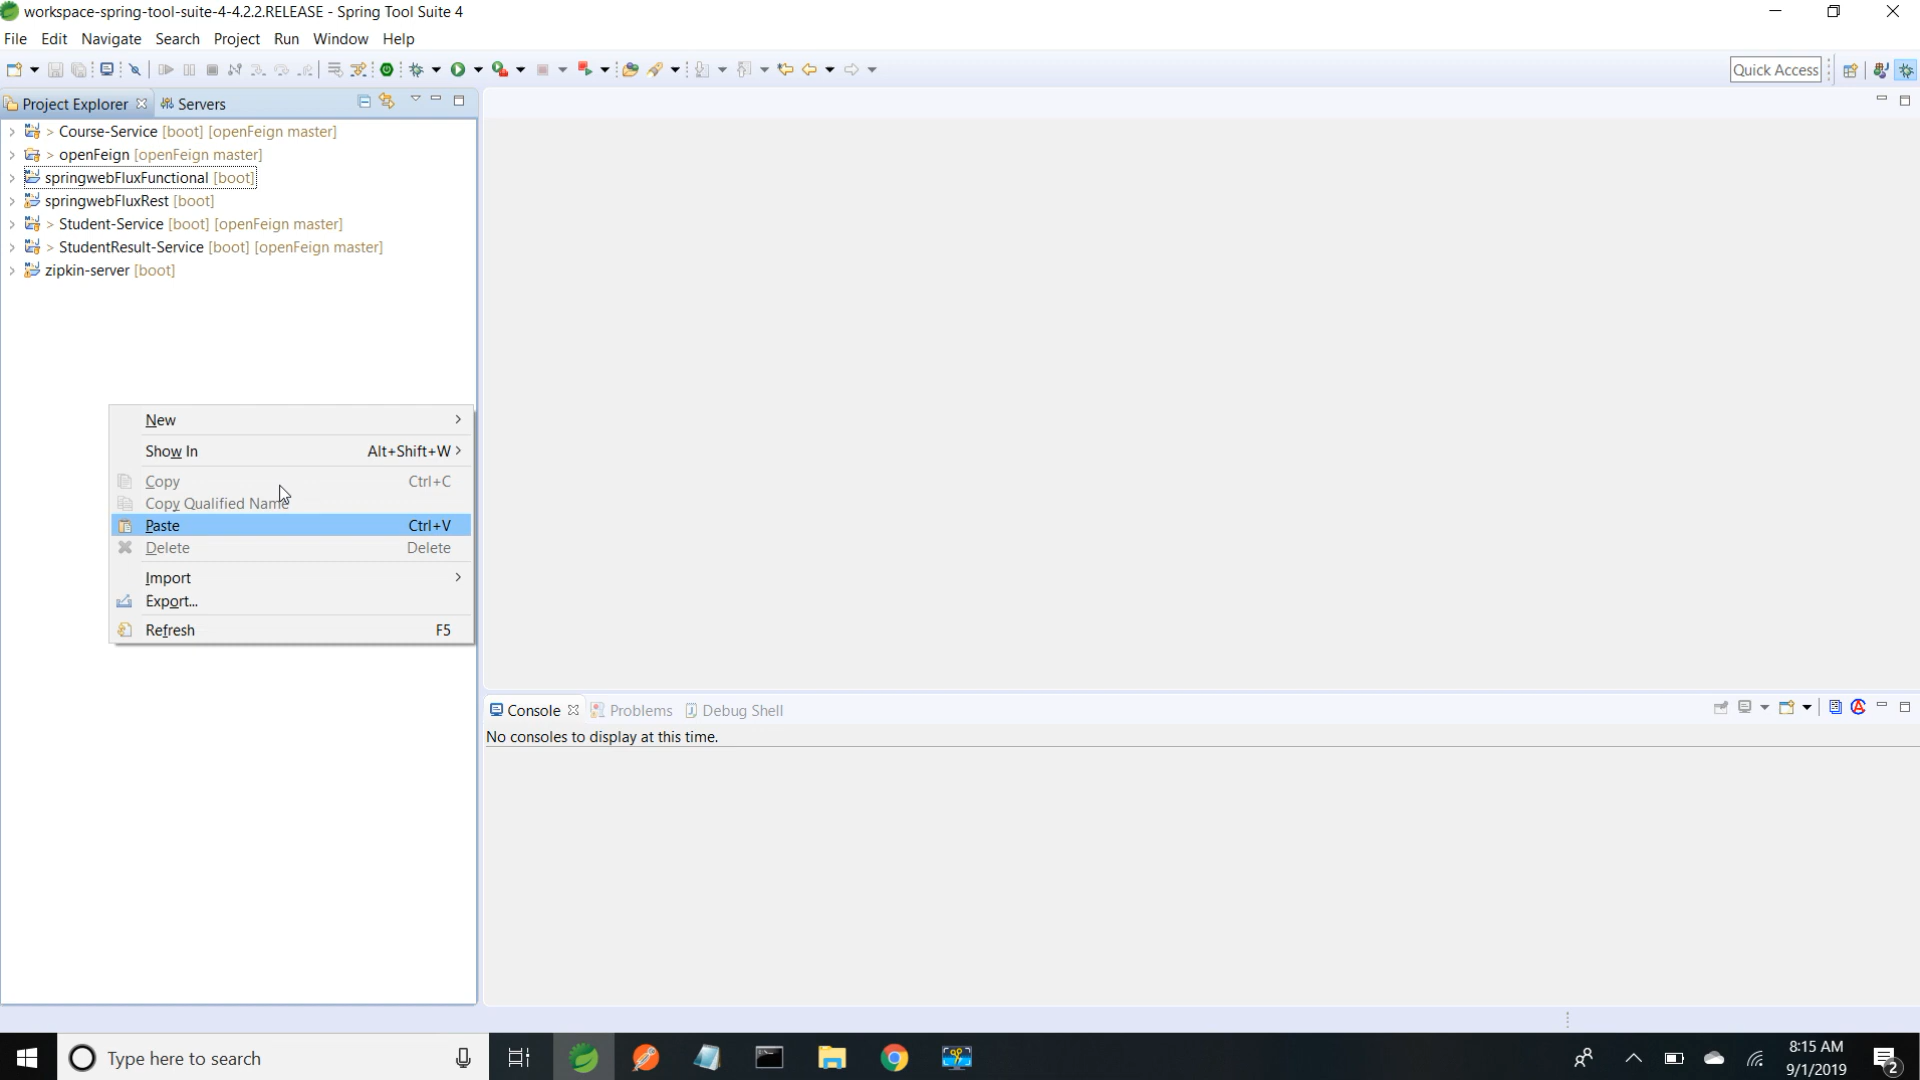 workspace-spring-tool-suite-4-4.2.2.RELEASE - Spring Tool Suite 4
File Edit Navigate Search Project Run Window Help
Quick Access
Project Explorer Servers
> Course-Service [boot] [openFeign master]
> openFeign [openFeign master]
springwebFluxFunctional [boot]
springwebFluxRest [boot]
> Student-Service [boot] [openFeign master]
> StudentResult-Service [boot] [openFeign master]
zipkin-server [boot]
New
Show In Alt+Shift+W
Copy Ctrl+C
Copy Qualified Name
Paste Ctrl+V
Delete Delete
Import
Export...
Refresh F5
Console Problems Debug Shell
No consoles to display at this time.
Type here to search
8:15 AM
9/1/2019
2